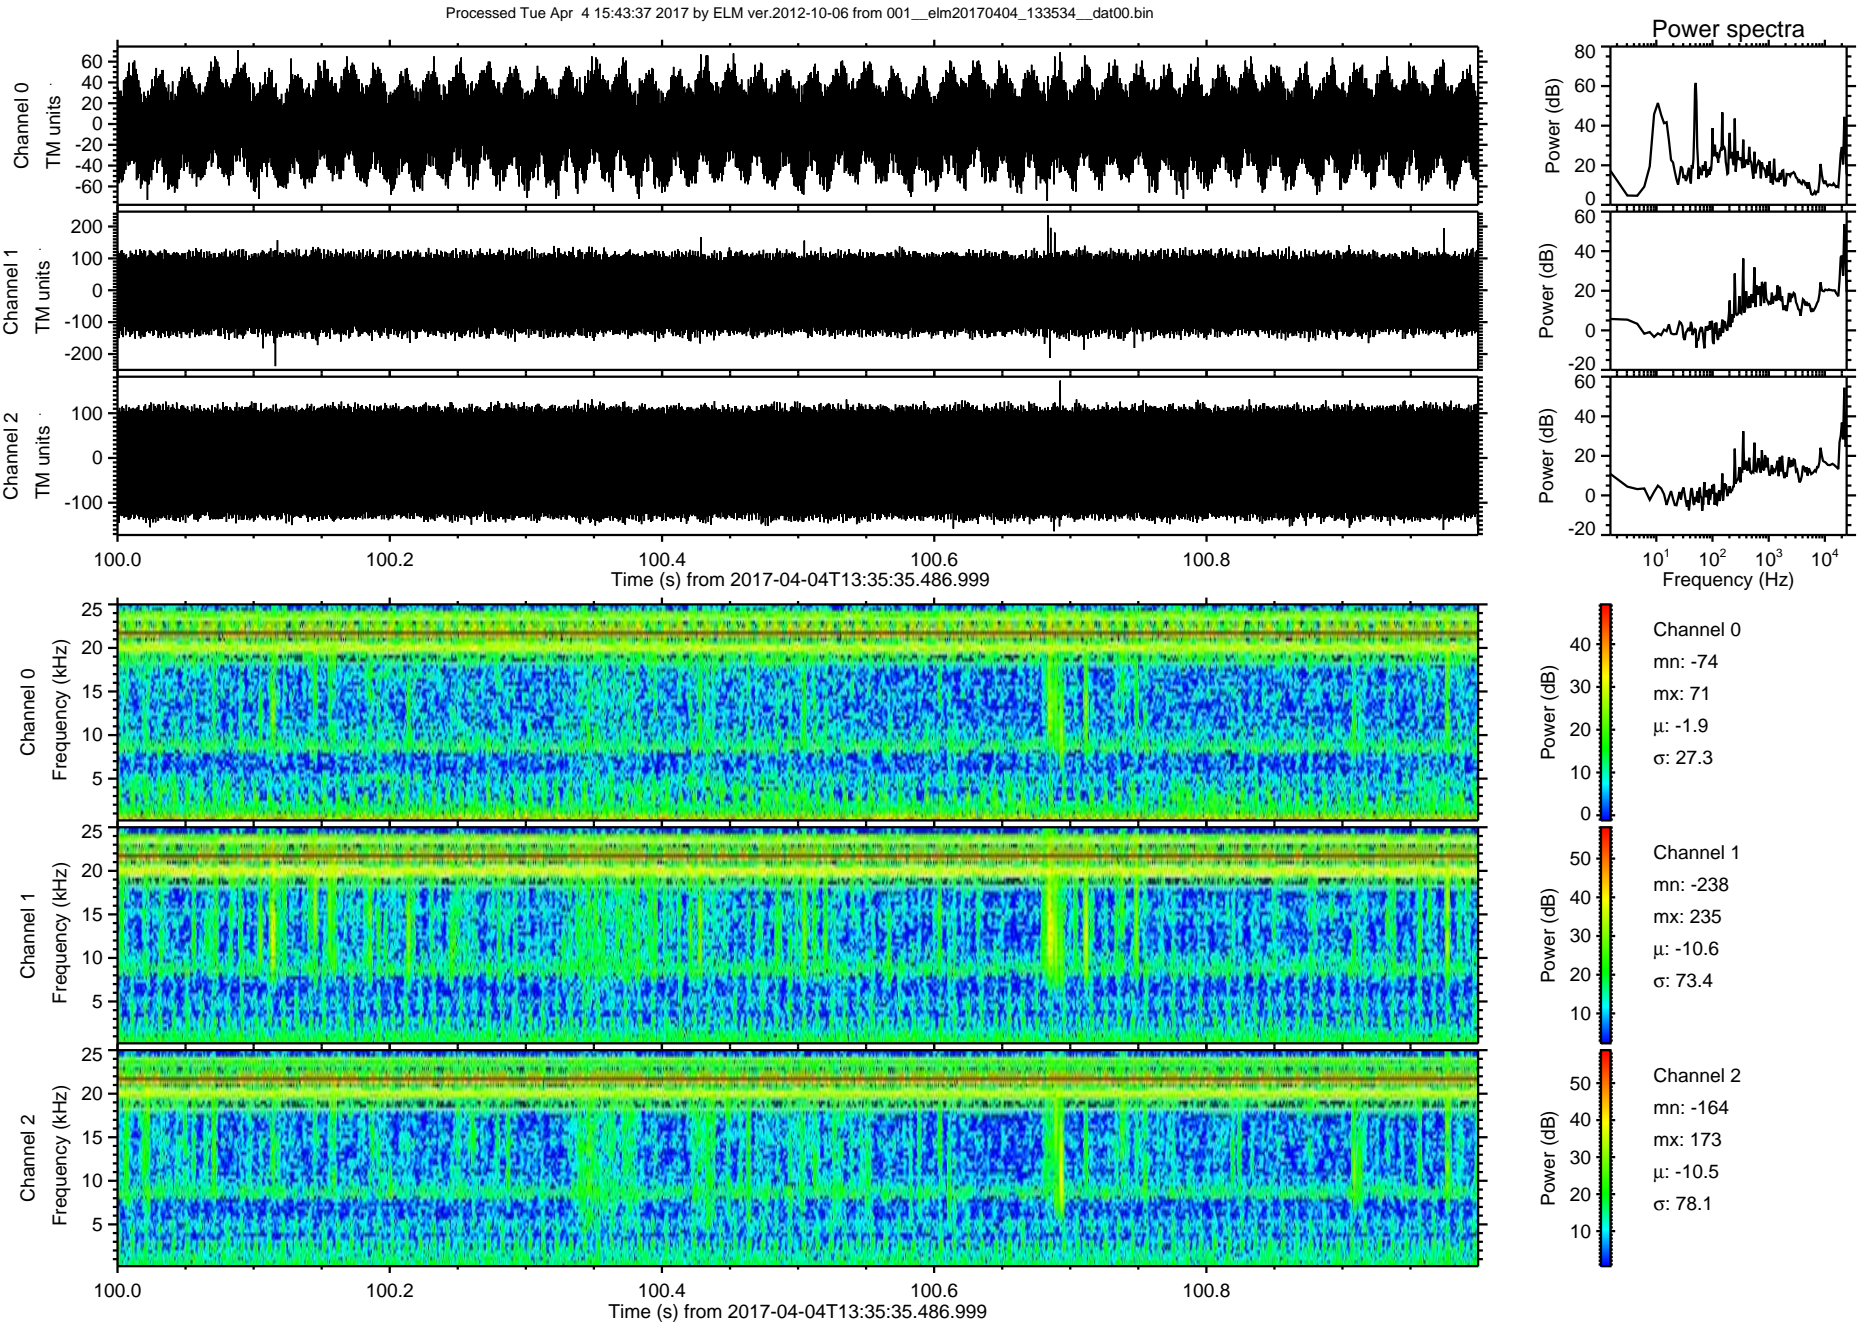 Processed Tue Apr  4 15:43:37 2017 by ELM ver.2012-10-06 from 001__elm20170404_133534__dat00.bin
Power spectra
Channel 0
TM units
60
40
20
0
-20
-40
-60
Power (dB)
80
60
40
20
0
Channel 1
TM units
200
100
0
-100
-200
Power (dB)
60
40
20
0
-20
Channel 2
TM units
100
0
-100
Power (dB)
60
40
20
0
-20
100.0 100.2 100.4 100.6 100.8
Time (s) from 2017-04-04T13:35:35.486.999
10¹ 10² 10³ 10⁴
Frequency (Hz)
Channel 0
Frequency (kHz)
25
20
15
10
5
Power (dB)
40
30
20
10
0
Channel 0
mn: -74
mx: 71
μ: -1.9
σ: 27.3
Channel 1
Frequency (kHz)
25
20
15
10
5
Power (dB)
50
40
30
20
10
Channel 1
mn: -238
mx: 235
μ: -10.6
σ: 73.4
Channel 2
Frequency (kHz)
25
20
15
10
5
Power (dB)
50
40
30
20
10
Channel 2
mn: -164
mx: 173
μ: -10.5
σ: 78.1
100.0 100.2 100.4 100.6 100.8
Time (s) from 2017-04-04T13:35:35.486.999